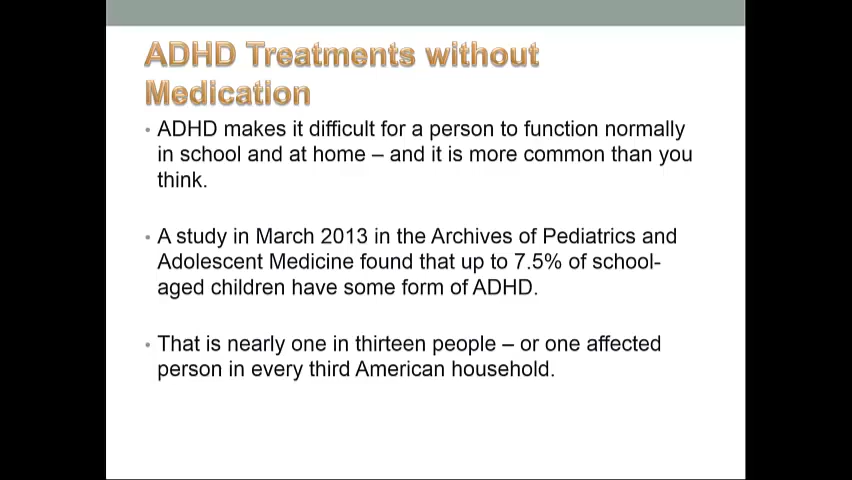 ADHD Treatments without
Medication
• ADHD makes it difficult for a person to function normally
in school and at home – and it is more common than you
think.
• A study in March 2013 in the Archives of Pediatrics and
Adolescent Medicine found that up to 7.5% of school-
aged children have some form of ADHD.
• That is nearly one in thirteen people – or one affected
person in every third American household.